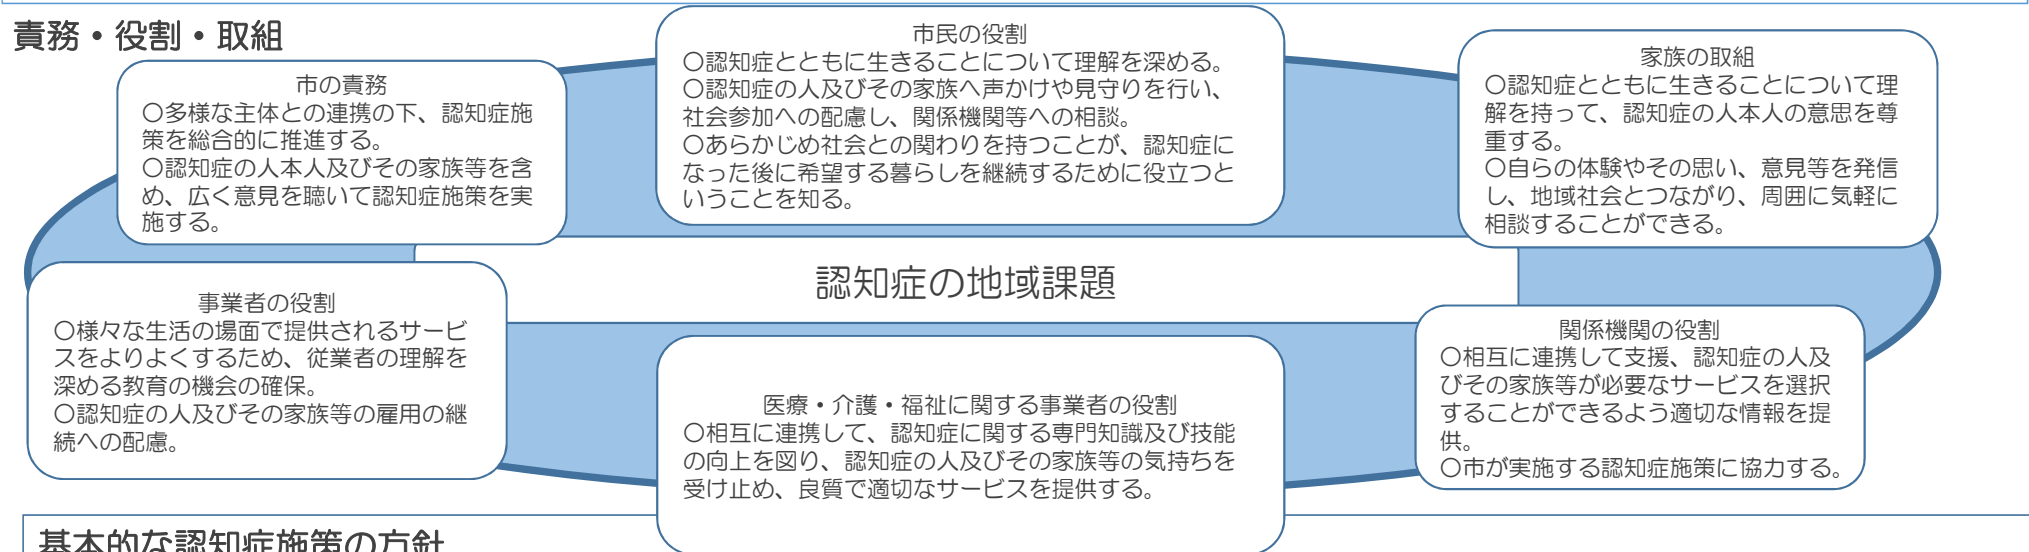 責務・役割・取組
市の責務
〇多様な主体との連携の下、認知症施
策を総合的に推進する。
〇認知症の人本人及びその家族等を含
め、広く意見を聴いて認知症施策を実
施する。
市民の役割
〇認知症とともに生きることについて理解を深める。
〇認知症の人及びその家族へ声かけや見守りを行い、
社会参加への配慮し、関係機関等への相談。
〇あらかじめ社会との関わりを持つことが、認知症に
なった後に希望する暮らしを継続するために役立つと
いうことを知る。
家族の取組
〇認知症とともに生きることについて理
解を持って、認知症の人本人の意思を尊
重する。
〇自らの体験やその思い、意見等を発信
し、地域社会とつながり、周囲に気軽に
相談することができる。
認知症の地域課題
事業者の役割
〇様々な生活の場面で提供されるサービ
スをよりよくするため、従業者の理解を
深める教育の機会の確保。
〇認知症の人及びその家族等の雇用の継
続への配慮。
医療・介護・福祉に関する事業者の役割
〇相互に連携して、認知症に関する専門知識及び技能
の向上を図り、認知症の人及びその家族等の気持ちを
受け止め、良質で適切なサービスを提供する。
関係機関の役割
〇相互に連携して支援、認知症の人及
びその家族等が必要なサービスを選択
することができるよう適切な情報を提
供。
〇市が実施する認知症施策に協力する。
基本的な認知症施策の方針